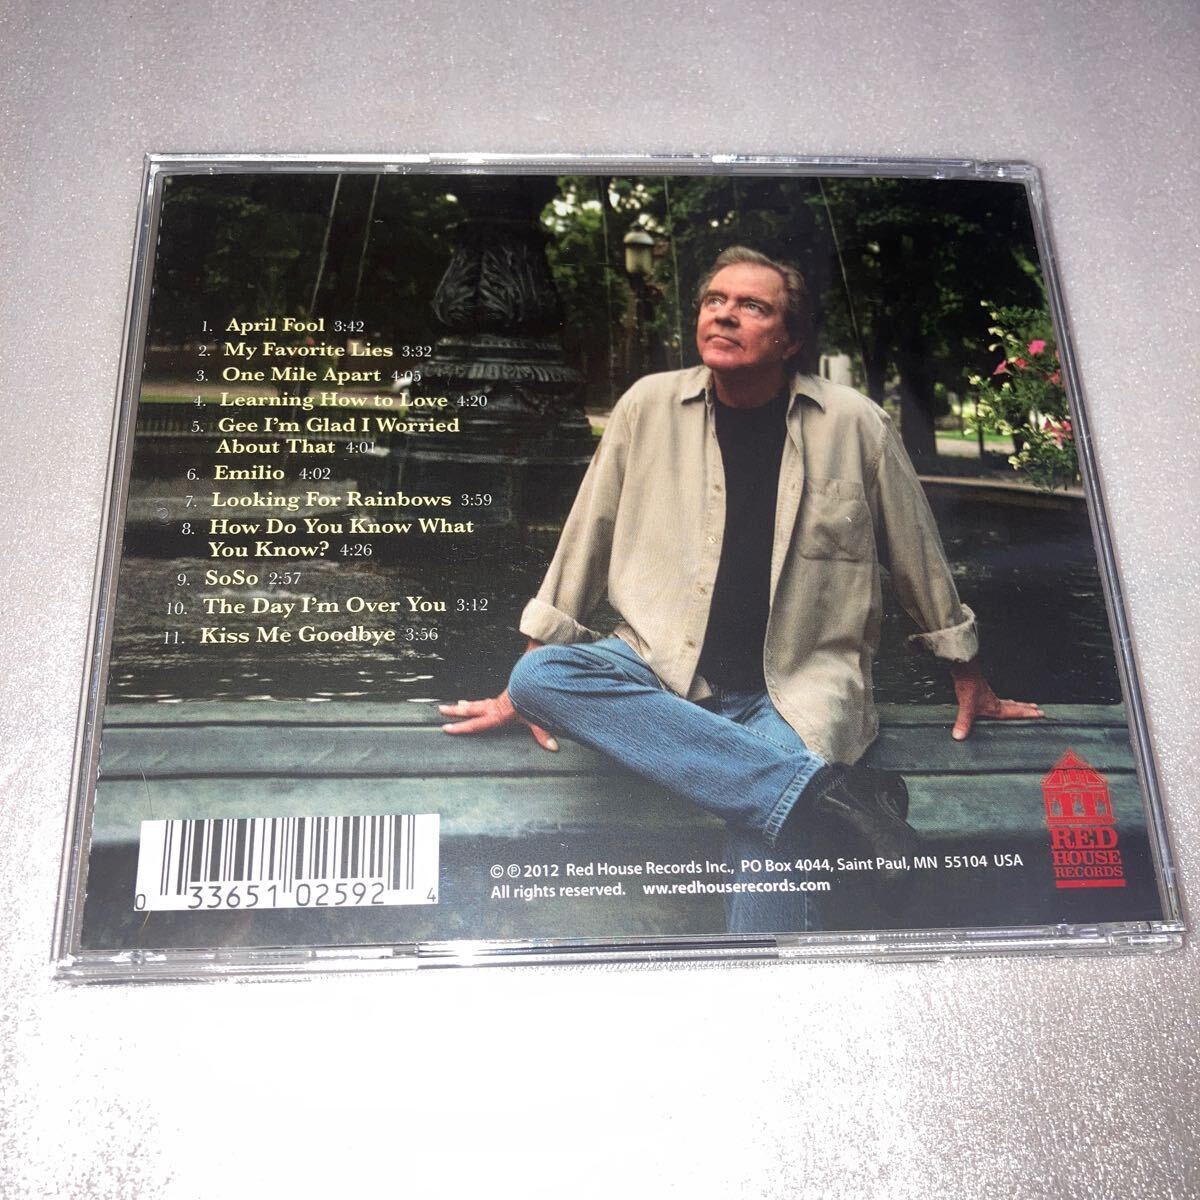 1. April Fool 3:42
2. My Favorite Lies 3:32
3. One Mile Apart 4:05
4. Learning How to Love 4:20
5. Gee I'm Glad I Worried
About That 4:01
6. Emilio 4:02
7. Looking For Rainbows 3:59
8. How Do You Know What
You Know? 4:26
9. SoSo 2:57
10. The Day I'm Over You 3:12
11. Kiss Me Goodbye 3:56
0 33651 02592 4
© ℗ 2012 Red House Records Inc., PO Box 4044, Saint Paul, MN 55104 USA
All rights reserved. www.redhouserecords.com
RED
HOUSE
RECORDS